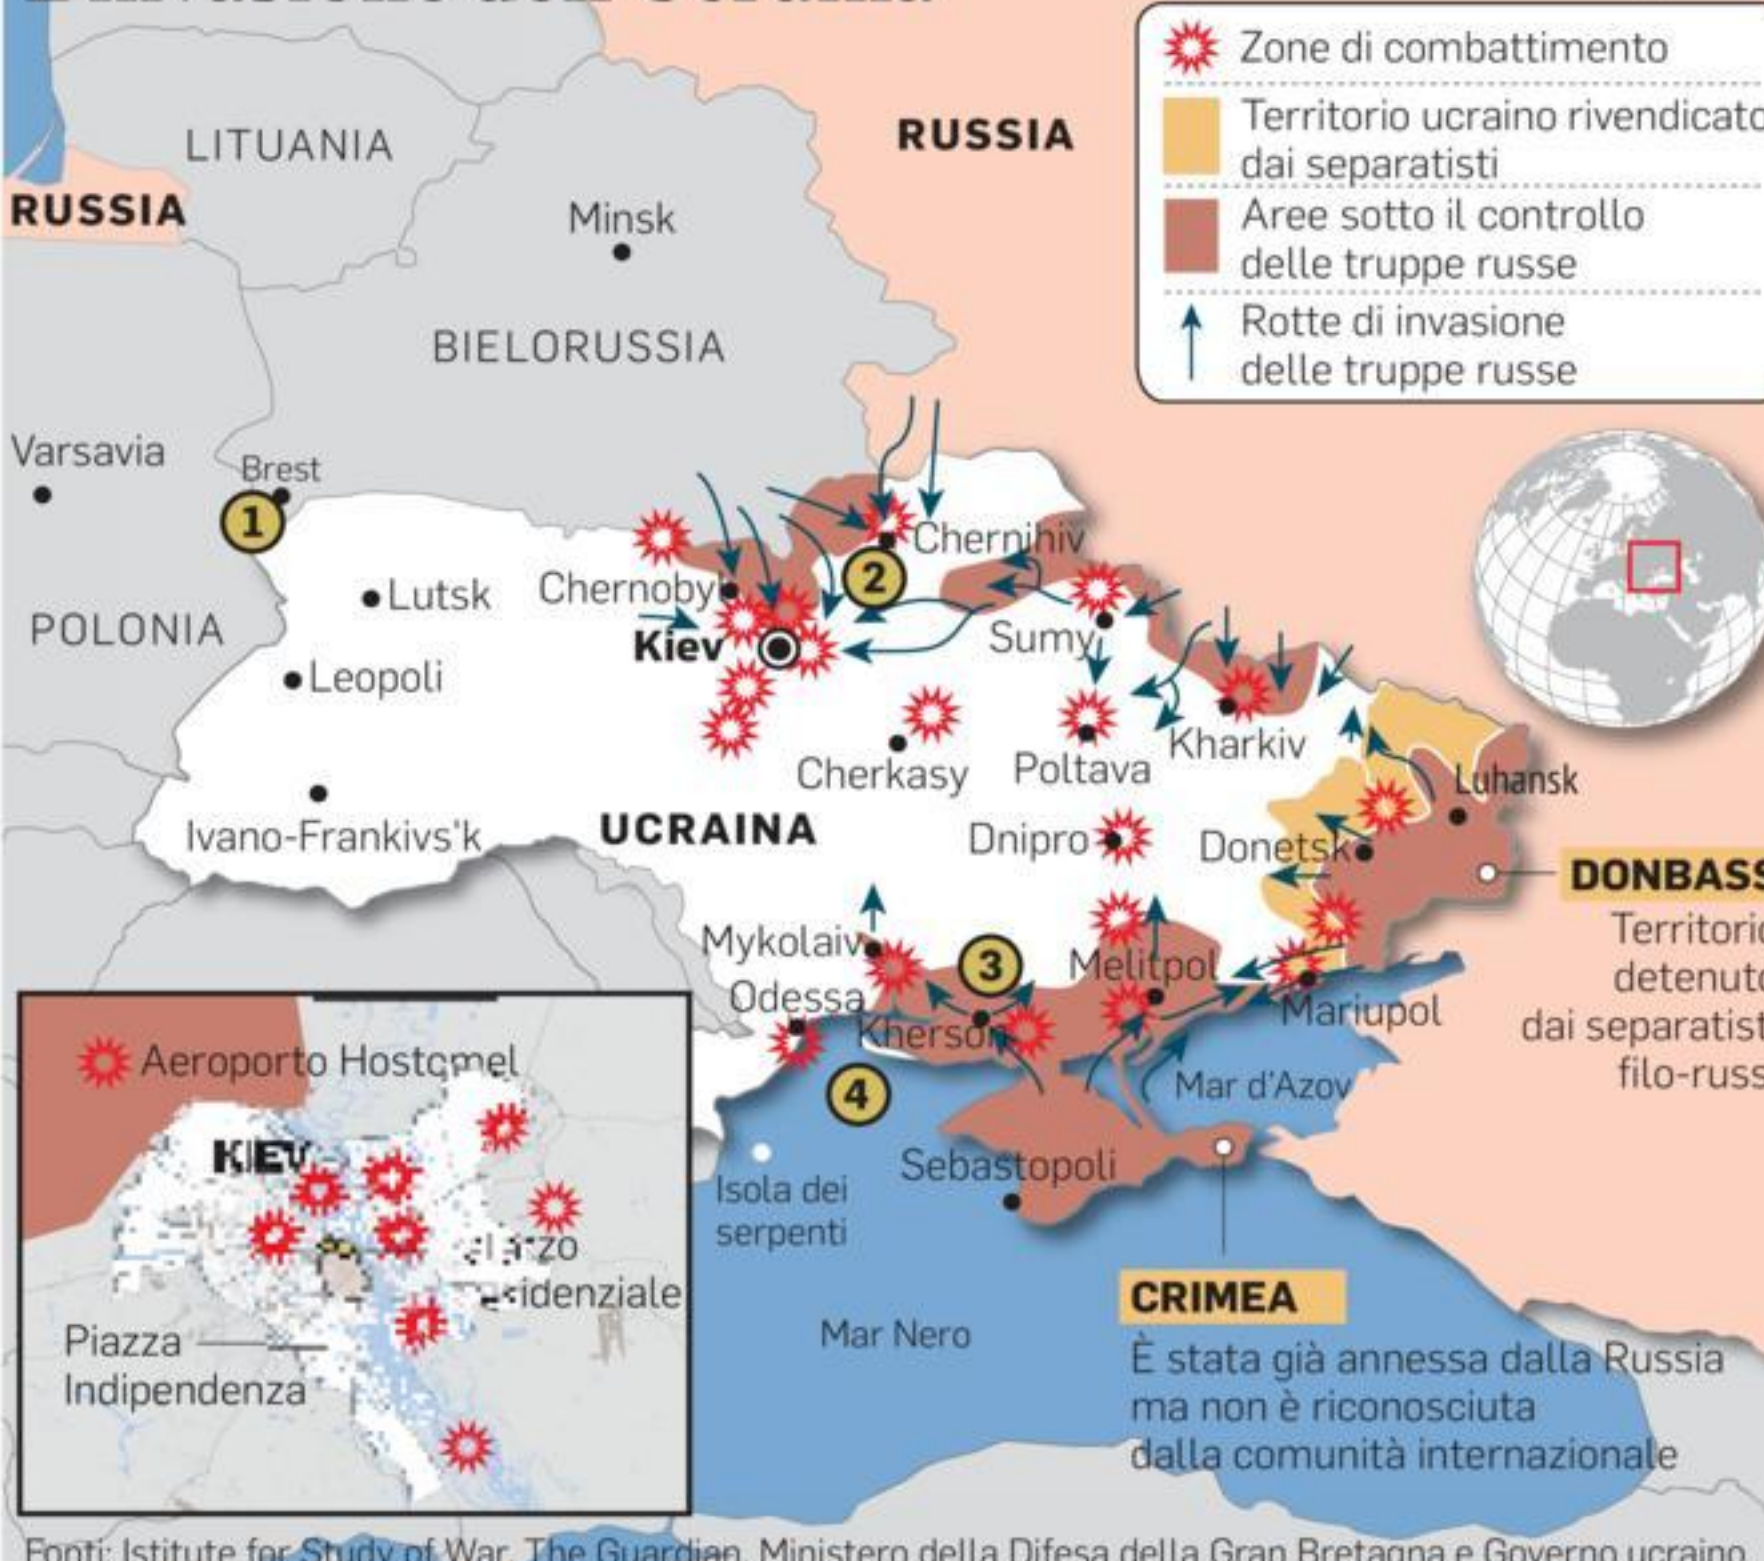 Zone di combattimento
Territorio ucraino rivendicato
dai separatisti
Aree sotto il controllo
delle truppe russe
Rotte di invasione
delle truppe russe
LITUANIA
RUSSIA
RUSSIA
Minsk
BIELORUSSIA
Varsavia
Brest
1
Chernihiv
2
Lutsk
Chernobyl
POLONIA
Kiev
Sumy
Leopoli
Kharkiv
Cherkasy
Poltava
Luhansk
Ivano-Frankivs'k
UCRAINA
Dnipro
Donetsk
DONBASS
Territorio
detenuto
dai separatist
filo-russ
Mykolaiv
3
Melitpol
Odessa
Kherson
Mariupol
4
Mar d'Azov
Sebastopoli
Isola dei
serpenti
Mar Nero
CRIMEA
È stata già annessa dalla Russia
ma non è riconosciuta
dalla comunità internazionale
Aeroporto Hostomel
KIEV
idenziale
Piazza
Indipendenza
Fonti: Istitute for Study of War, The Guardian, Ministero della Difesa della Gran Bretagna e Governo ucraino